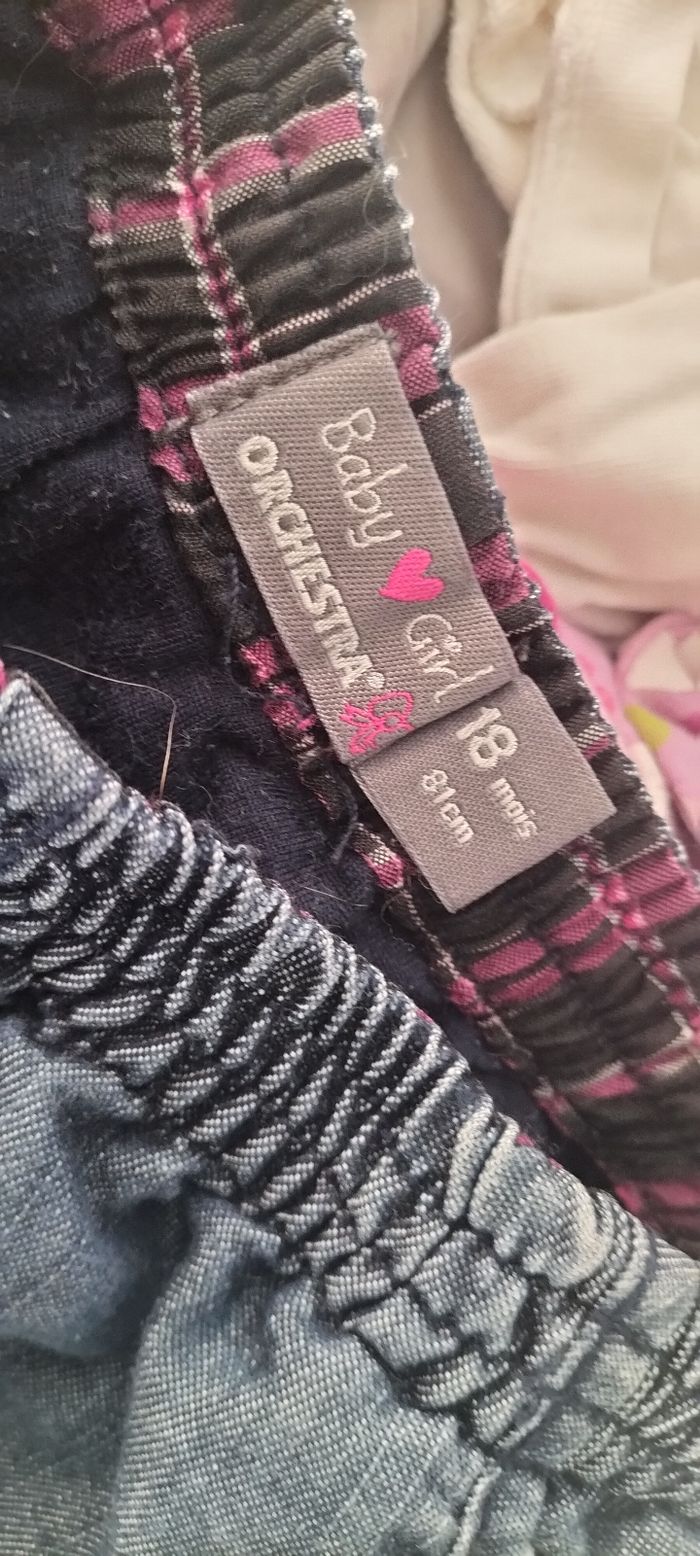 Baby Girl
ORCHESTRA®
18 mois
81cm